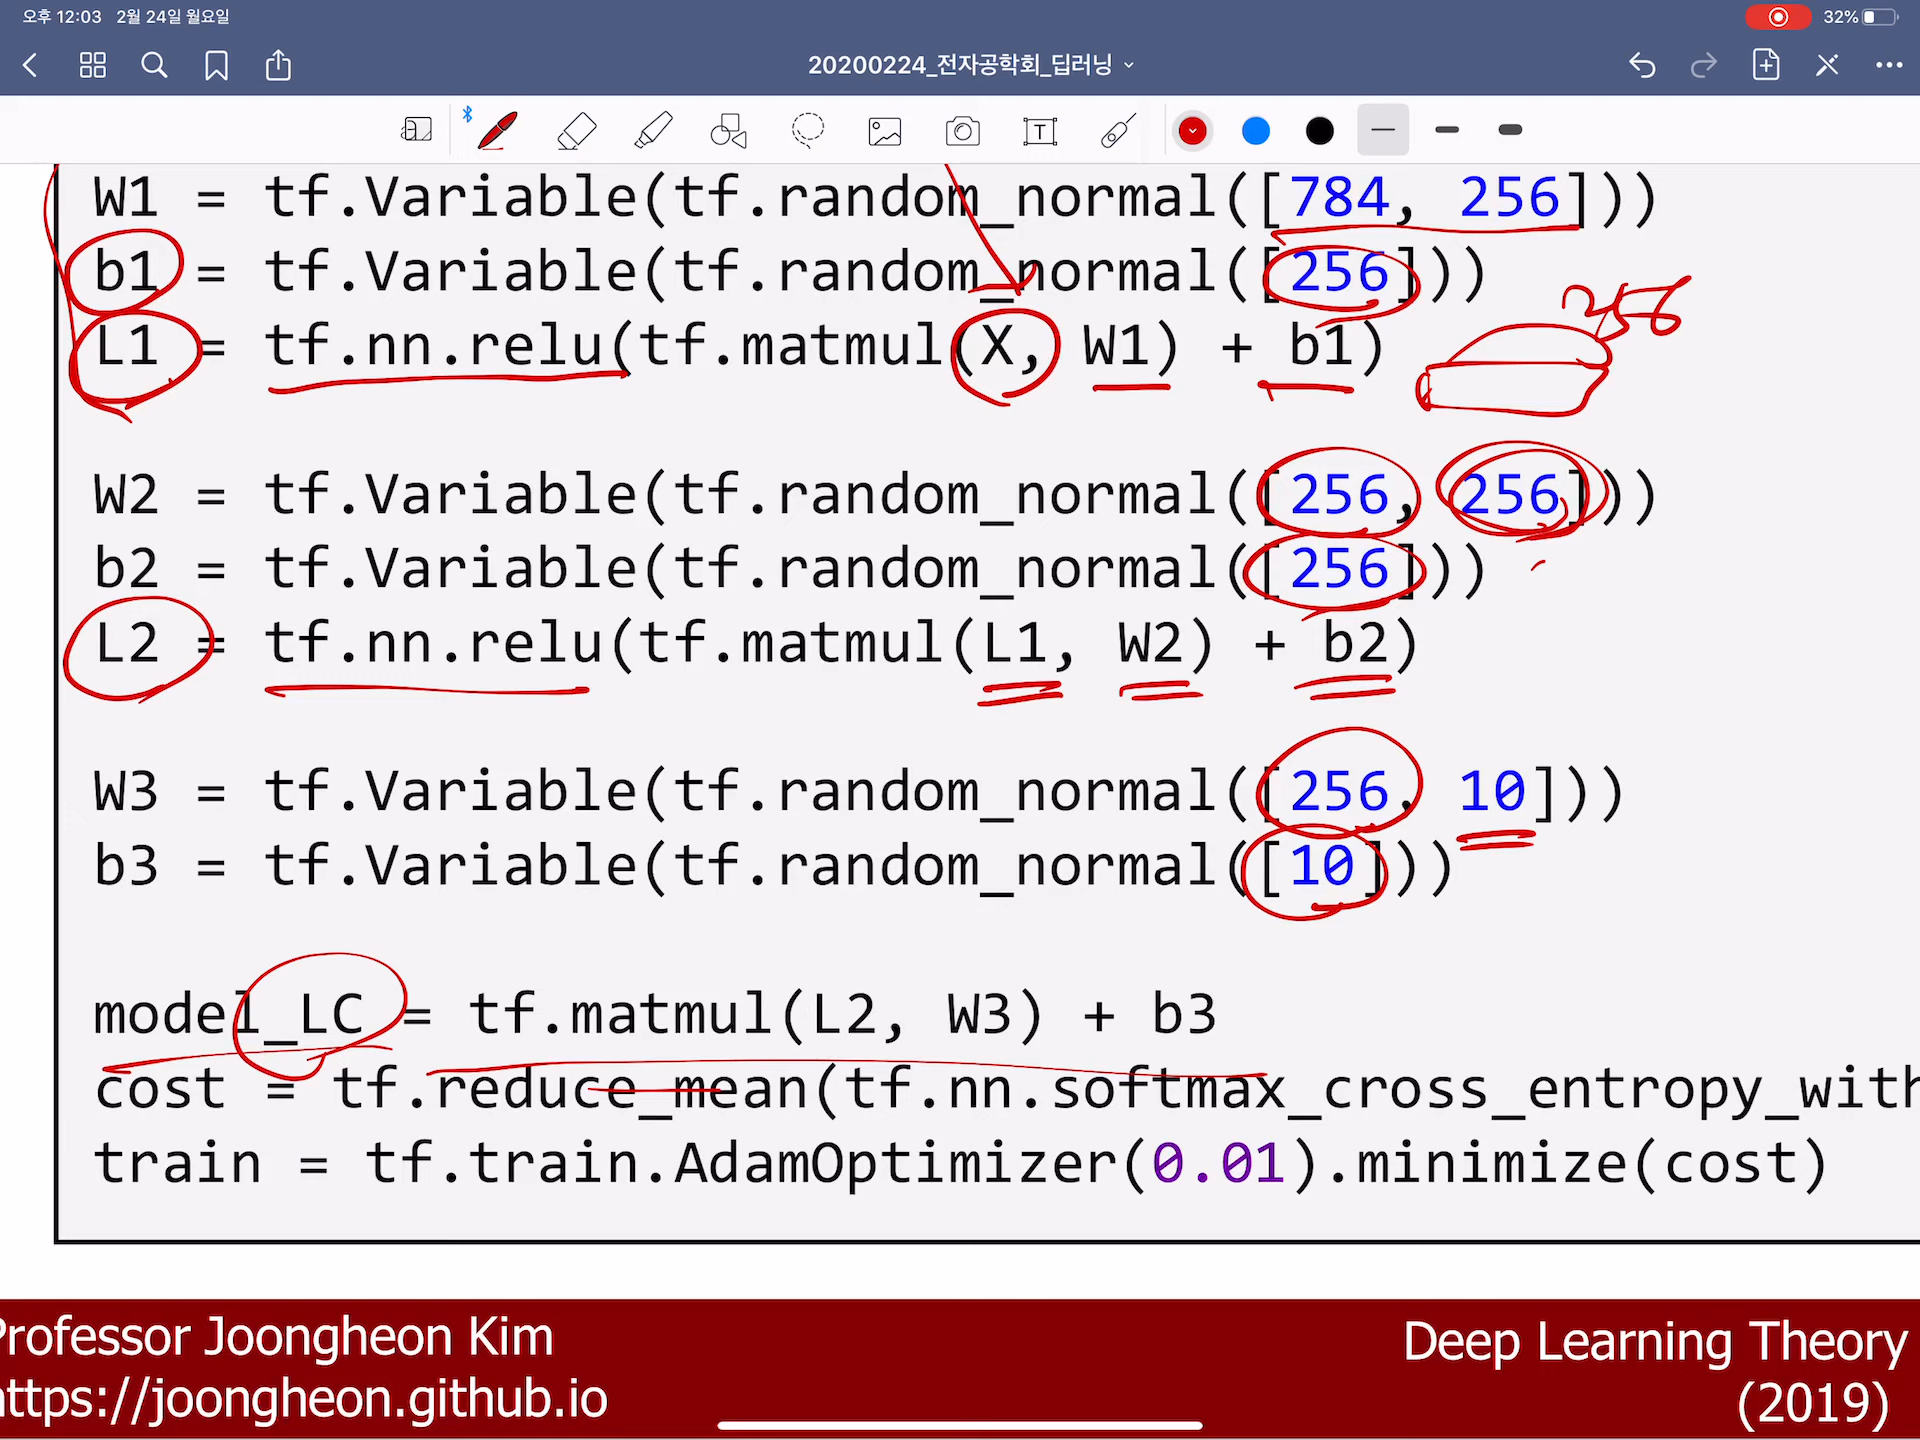 오후 12:03 2월 24일 월요일
32%
20200224_전자공학회_딥러닝
W1 = tf.Variable(tf.random_normal([784, 256]))
b1 = tf.Variable(tf.random_normal([256]))
256
L1 = tf.nn.relu(tf.matmul(X, W1) + b1)
W2 = tf.Variable(tf.random_normal([256, 256]))
b2 = tf.Variable(tf.random_normal([256]))
L2 = tf.nn.relu(tf.matmul(L1, W2) + b2)
W3 = tf.Variable(tf.random_normal([256, 10]))
b3 = tf.Variable(tf.random_normal([10]))
model_LC = tf.matmul(L2, W3) + b3
cost = tf.reduce_mean(tf.nn.softmax_cross_entropy_with
train = tf.train.AdamOptimizer(0.01).minimize(cost)
Professor Joongheon Kim
https://joongheon.github.io
Deep Learning Theory
(2019)